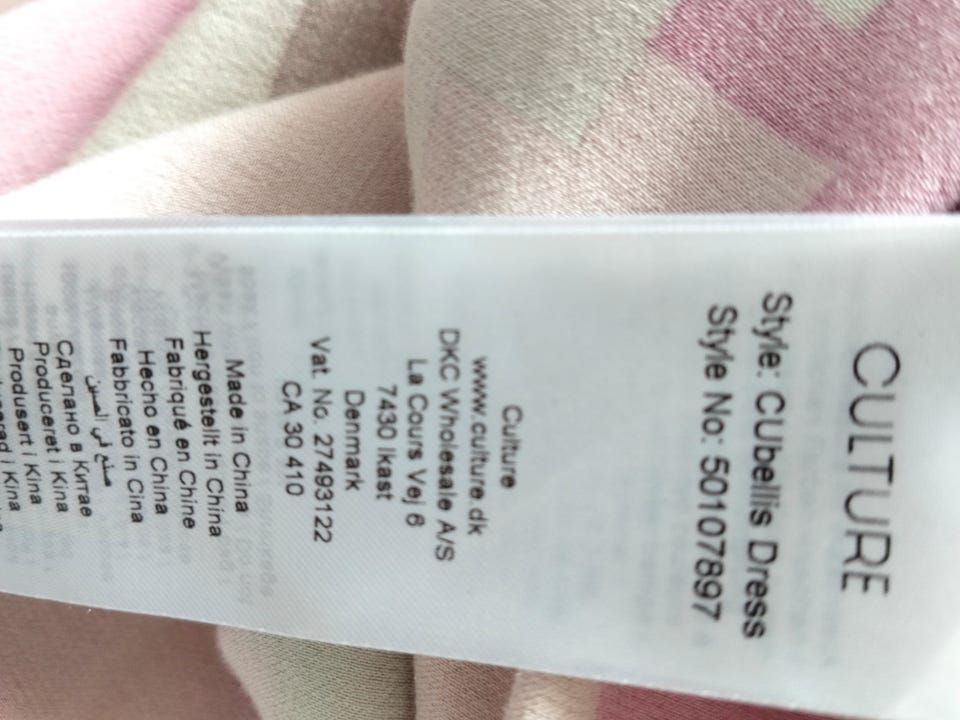 CULTURE
Style: CUbellis Dress
Style No: 50107897
Culture
www.culture.dk
DKC Wholesale A/S
La Cours Vej 6
7430 Ikast
Denmark
Vat. No. 27493122
CA 30 410
Made in China
Hergestellt in China
Fabriqué en Chine
Hecho en China
Fabbricato in Cina
صنع في الصين
Сделано в Китае
Produceret i Kina
Produsert i Kina
i Kina